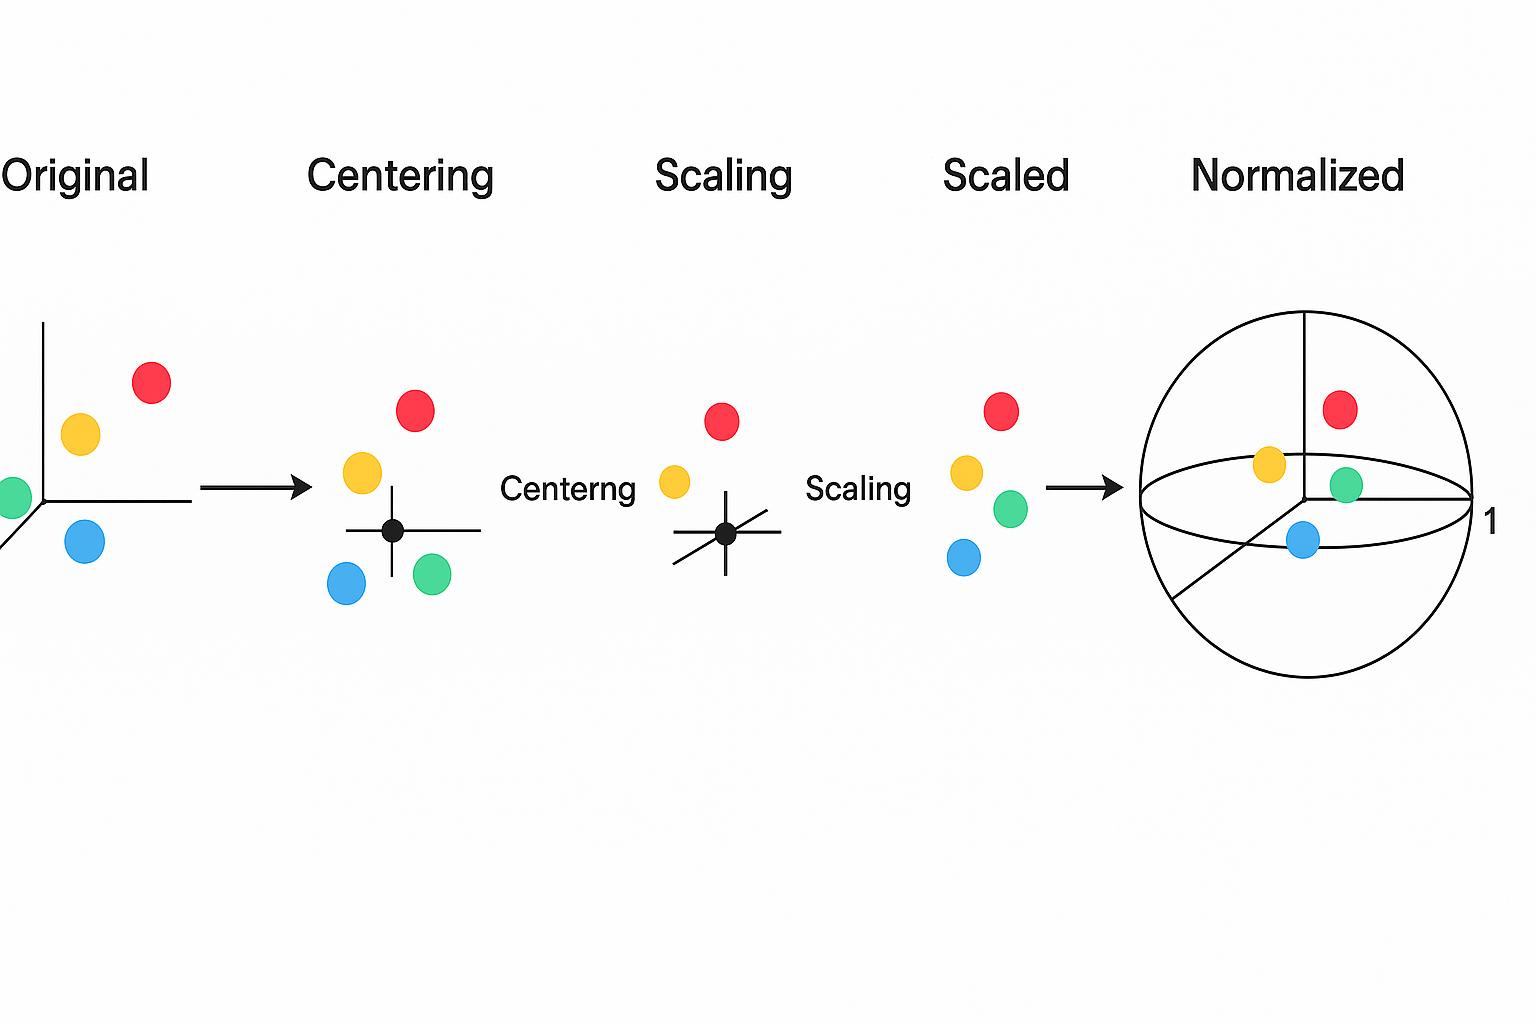 Original
Centering
Scaling
Scaled
Normalized
Centerng
Scaling
1